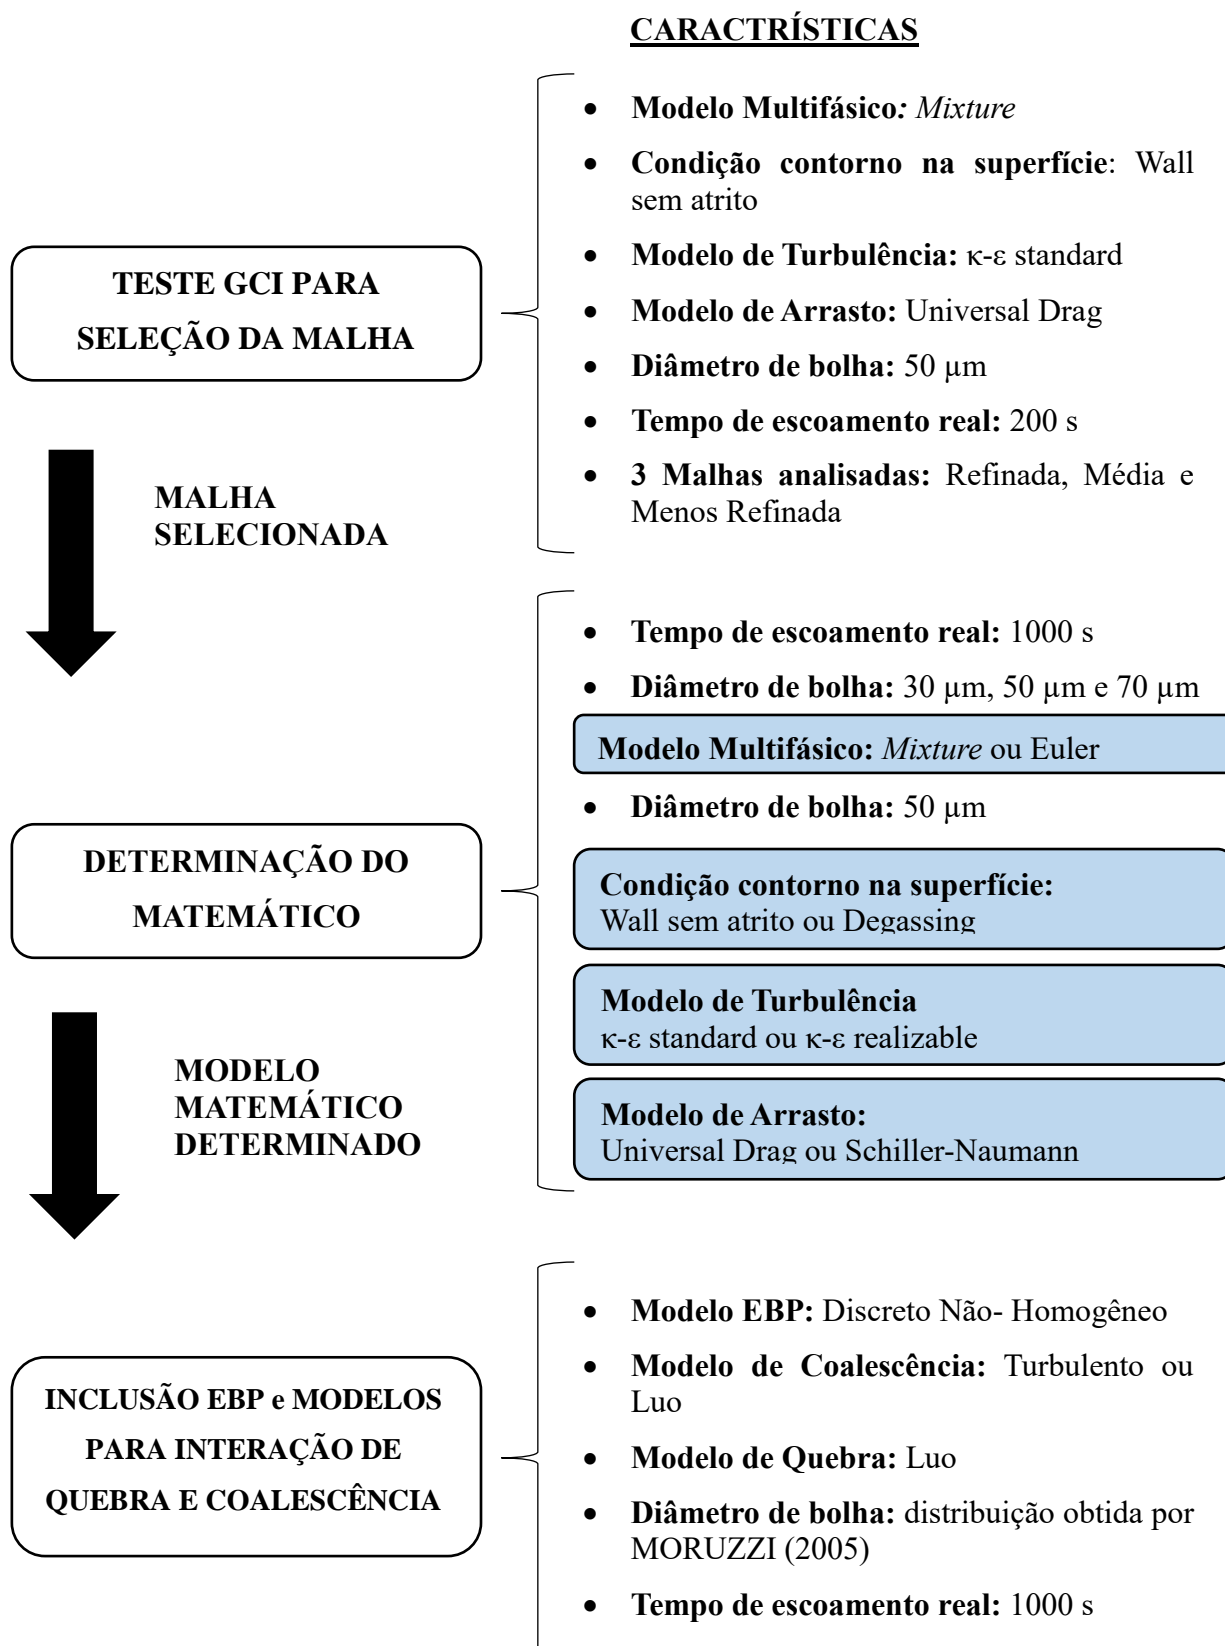 CARACTRÍSTICAS
• Modelo Multifásico: Mixture
• Condição contorno na superfície: Wall
sem atrito
• Modelo de Turbulência: κ-ε standard
• Modelo de Arrasto: Universal Drag
• Diâmetro de bolha: 50 µm
• Tempo de escoamento real: 200 s
• 3 Malhas analisadas: Refinada, Média e
Menos Refinada
TESTE GCI PARA
SELEÇÃO DA MALHA
MALHA
SELECIONADA
• Tempo de escoamento real: 1000 s
• Diâmetro de bolha: 30 µm, 50 µm e 70 µm
Modelo Multifásico: Mixture ou Euler
• Diâmetro de bolha: 50 µm
Condição contorno na superfície:
Wall sem atrito ou Degassing
Modelo de Turbulência
κ-ε standard ou κ-ε realizable
Modelo de Arrasto:
Universal Drag ou Schiller-Naumann
DETERMINAÇÃO DO
MATEMÁTICO
MODELO
MATEMÁTICO
DETERMINADO
• Modelo EBP: Discreto Não- Homogêneo
• Modelo de Coalescência: Turbulento ou
Luo
• Modelo de Quebra: Luo
• Diâmetro de bolha: distribuição obtida por
MORUZZI (2005)
• Tempo de escoamento real: 1000 s
INCLUSÃO EBP e MODELOS
PARA INTERAÇÃO DE
QUEBRA E COALESCÊNCIA